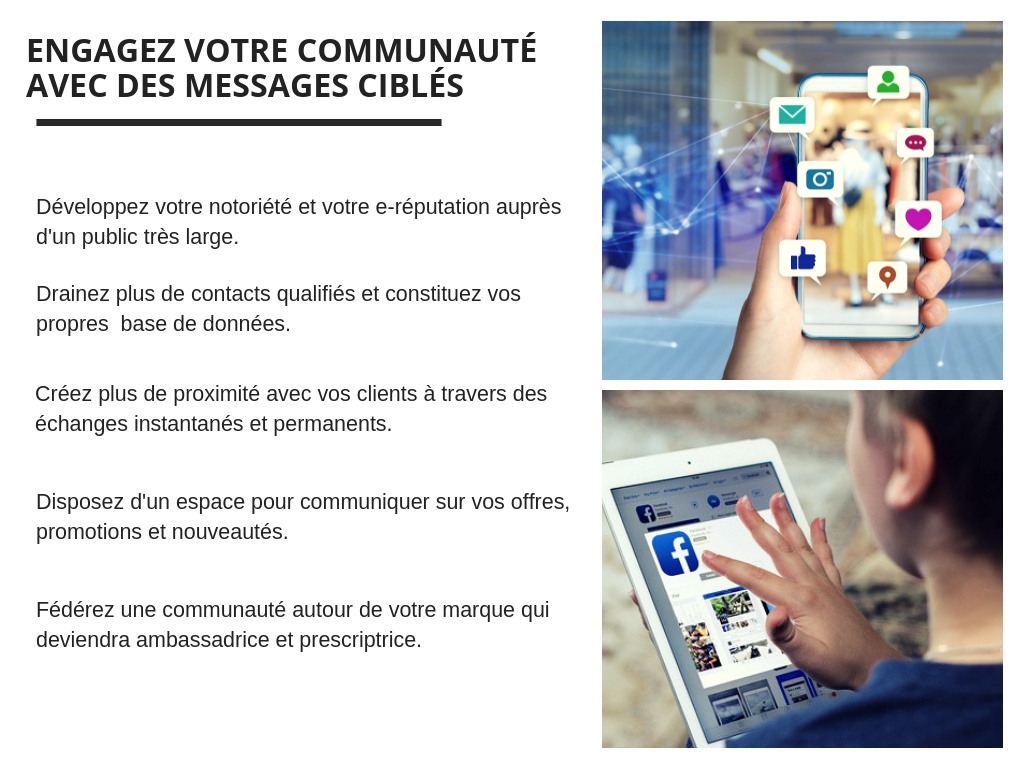 ENGAGEZ VOTRE COMMUNAUTÉ
AVEC DES MESSAGES CIBLÉS
Développez votre notoriété et votre e-réputation auprès
d'un public très large.
Drainez plus de contacts qualifiés et constituez vos
propres  base de données.
Créez plus de proximité avec vos clients à travers des
échanges instantanés et permanents.
Disposez d'un espace pour communiquer sur vos offres,
promotions et nouveautés.
Fédérez une communauté autour de votre marque qui
deviendra ambassadrice et prescriptrice.